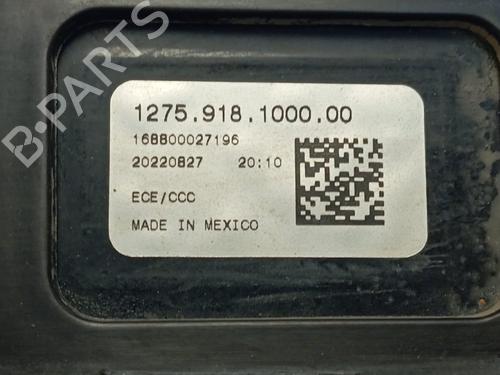 B-PARTS
1275.918.1000.00
168800027196
20220827 20:10
ECE/CCC
MADE IN MEXICO